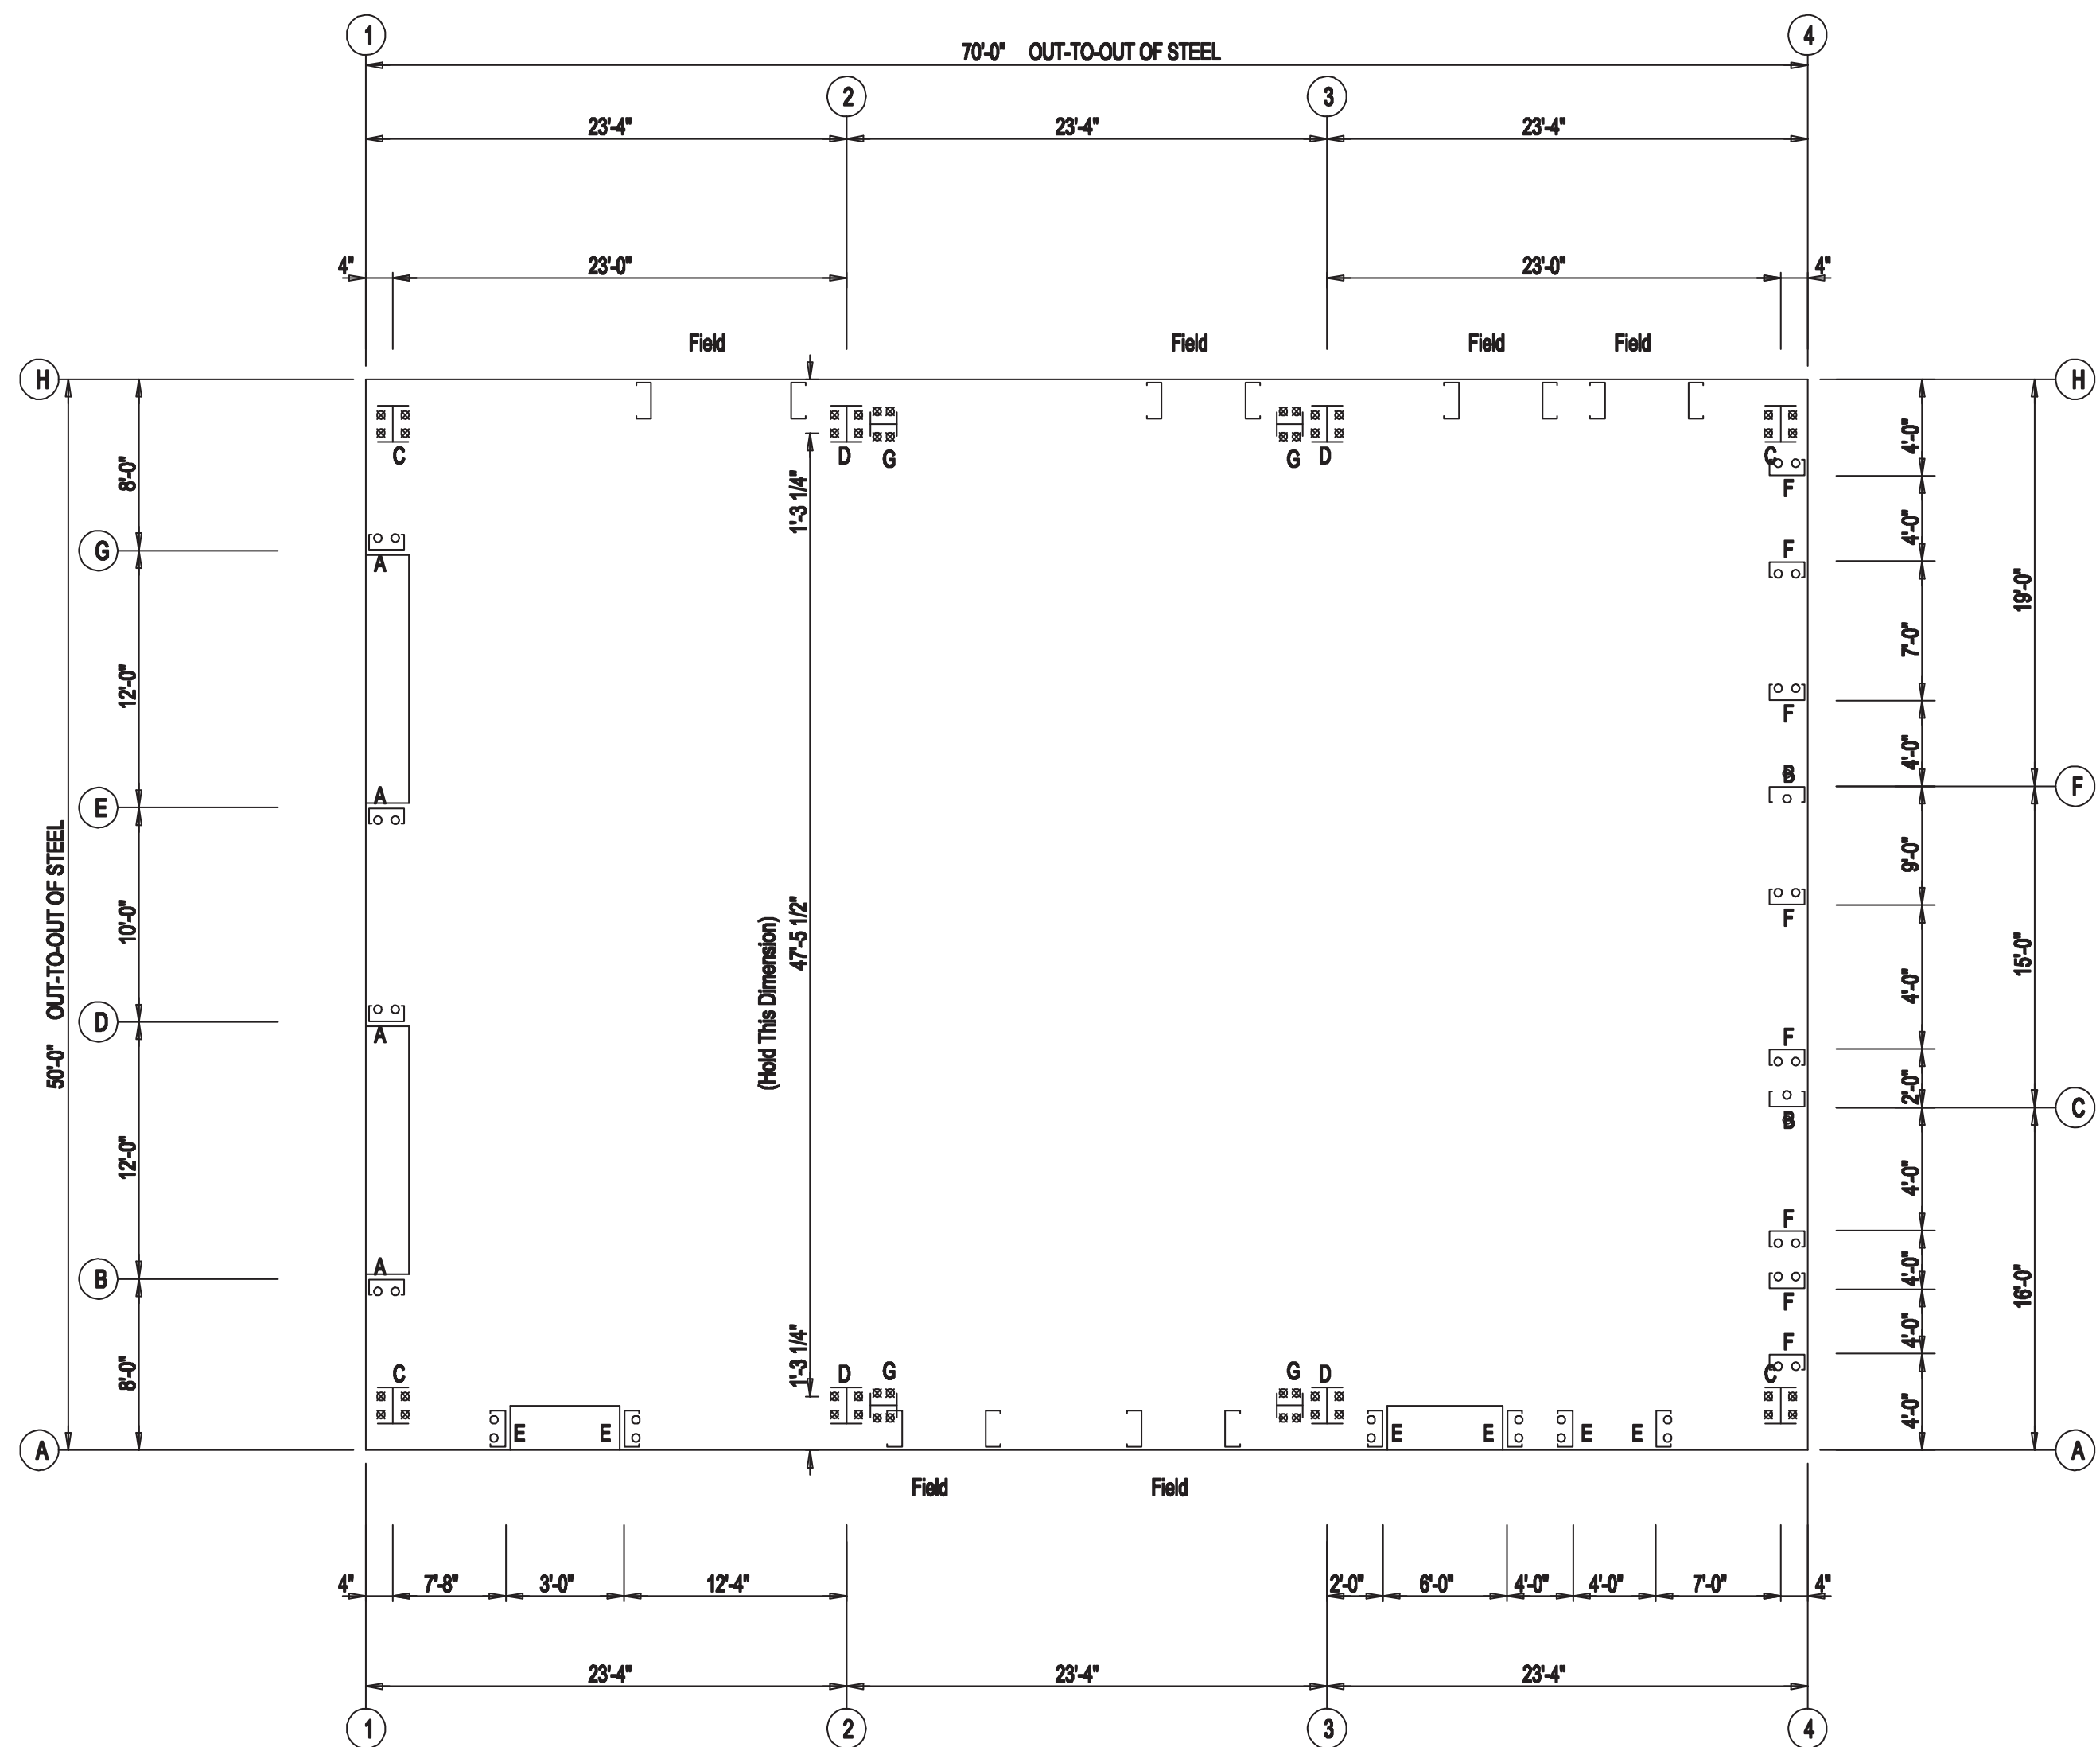 1
4
70'-0" OUT-TO-OUT OF STEEL
2
3
23'-4"
23'-4"
23'-4"
4"
23'-0"
23'-0"
4"
Field
Field
Field
Field
H
H
C
D
G
G
D
C
F
8'-0"
1'-3 1/4"
4'-0"
4'-0"
G
A
F
19'-0"
12'-0"
7'-0"
F
4'-0"
E
A
B
F
50'-0" OUT-TO-OUT OF STEEL
10'-0"
(Hold This Dimension)
47'-5 1/2"
9'-0"
F
15'-0"
4'-0"
D
A
F
2'-0"
C
B
12'-0"
4'-0"
F
B
A
4'-0"
F
16'-0"
8'-0"
1'-3 1/4"
4'-0"
F
C
D
G
G
D
C
4'-0"
E
E
E
E
E
E
A
A
Field
Field
4"
7'-8"
3'-0"
12'-4"
2'-0"
6'-0"
4'-0"
4'-0"
7'-0"
4"
23'-4"
23'-4"
23'-4"
1
2
3
4